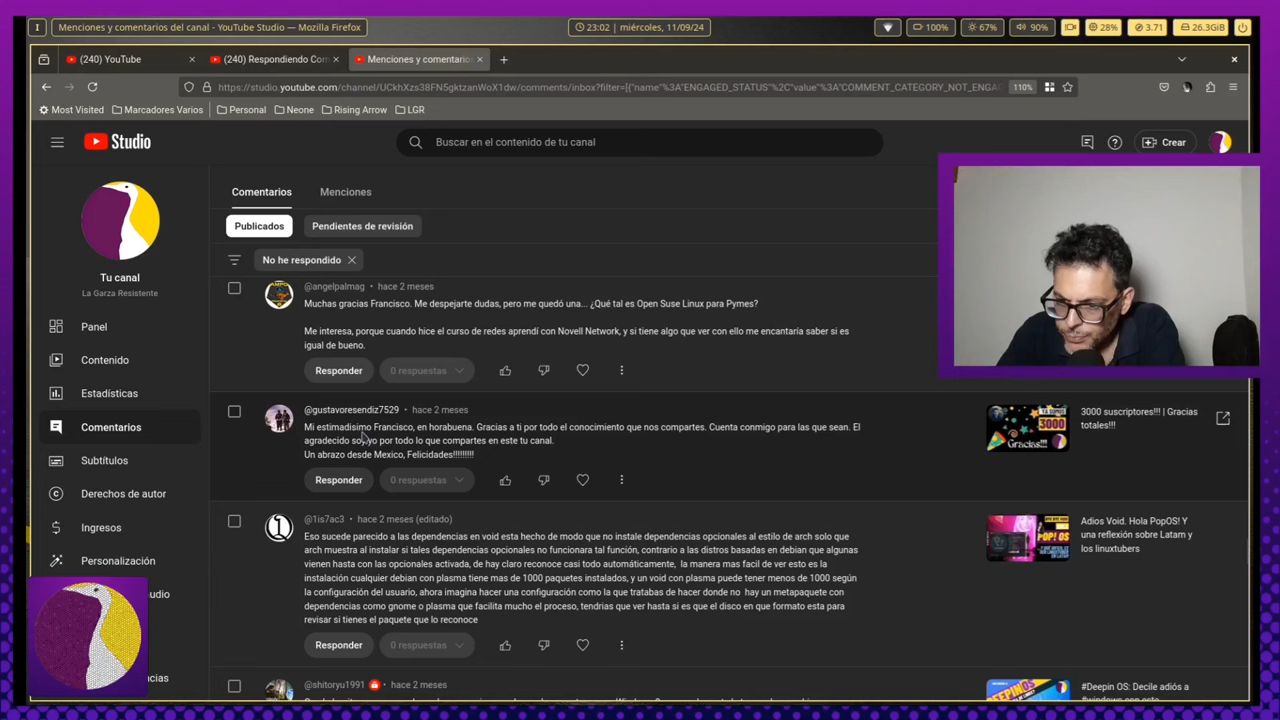 I
Menciones y comentarios del canal - YouTube Studio — Mozilla Firefox
23:02 | miércoles, 11/09/24
100%
67%
90%
28%
3.71
26.3GiB
(240) YouTube
(240) Respondiendo Com
Menciones y comentario
https://studio.youtube.com/channel/UCkhXzs38FN5gktzanWoX1dw/comments/inbox?filter=[{"name"%3A"ENGAGED_STATUS"%2C"value"%3A"COMMENT_CATEGORY_NOT_ENGA
110%
Most Visited
Marcadores Varios
Personal
Neone
Rising Arrow
LGR
Studio
Buscar en el contenido de tu canal
Crear
Tu canal
La Garza Resistente
Panel
Contenido
Estadísticas
Comentarios
Subtítulos
Derechos de autor
Ingresos
Personalización
Comentarios
Menciones
Publicados
Pendientes de revisión
No he respondido
@angelpalmag • hace 2 meses
Muchas gracias Francisco. Me despejarte dudas, pero me quedó una... ¿Qué tal es Open Suse Linux para Pymes?
Me interesa, porque cuando hice el curso de redes aprendí con Novell Network, y si tiene algo que ver con ello me encantaría saber si es
igual de bueno.
Responder
0 respuestas
@gustavoresendiz7529 • hace 2 meses
Mi estimadisimo Francisco, en horabuena. Gracias a ti por todo el conocimiento que nos compartes. Cuenta conmigo para las que sean. El
agradecido soy yo por todo lo que compartes en este tu canal.
Un abrazo desde Mexico, Felicidades!!!!!!!!!
Responder
0 respuestas
3000 suscriptores!!! | Gracias
totales!!!
3000
Gracias!!!
@1is7ac3 • hace 2 meses (editado)
Eso sucede parecido a las dependencias en void esta hecho de modo que no instale dependencias opcionales al estilo de arch solo que
arch muestra al instalar si tales dependencias opcionales no funcionara tal función, contrario a las distros basadas en debian que algunas
vienen hasta con las opcionales activada, de hay claro reconoce casi todo automáticamente, la manera mas facil de ver esto es la
instalación cualquier debian con plasma tiene mas de 1000 paquetes instalados, y un void con plasma puede tener menos de 1000 según
la configuración del usuario, ahora imagina hacer una configuración como la que tratabas de hacer donde no hay un metapaquete con
dependencias como gnome o plasma que facilita mucho el proceso, tendrias que ver hasta si es que el disco en que formato esta para
revisar si tienes el paquete que lo reconoce
Responder
0 respuestas
Adios Void. Hola PopOS! Y
una reflexión sobre Latam y
los linuxtubers
@shitoryu1991 • hace 2 meses
#Deepin OS: Decile adiós a